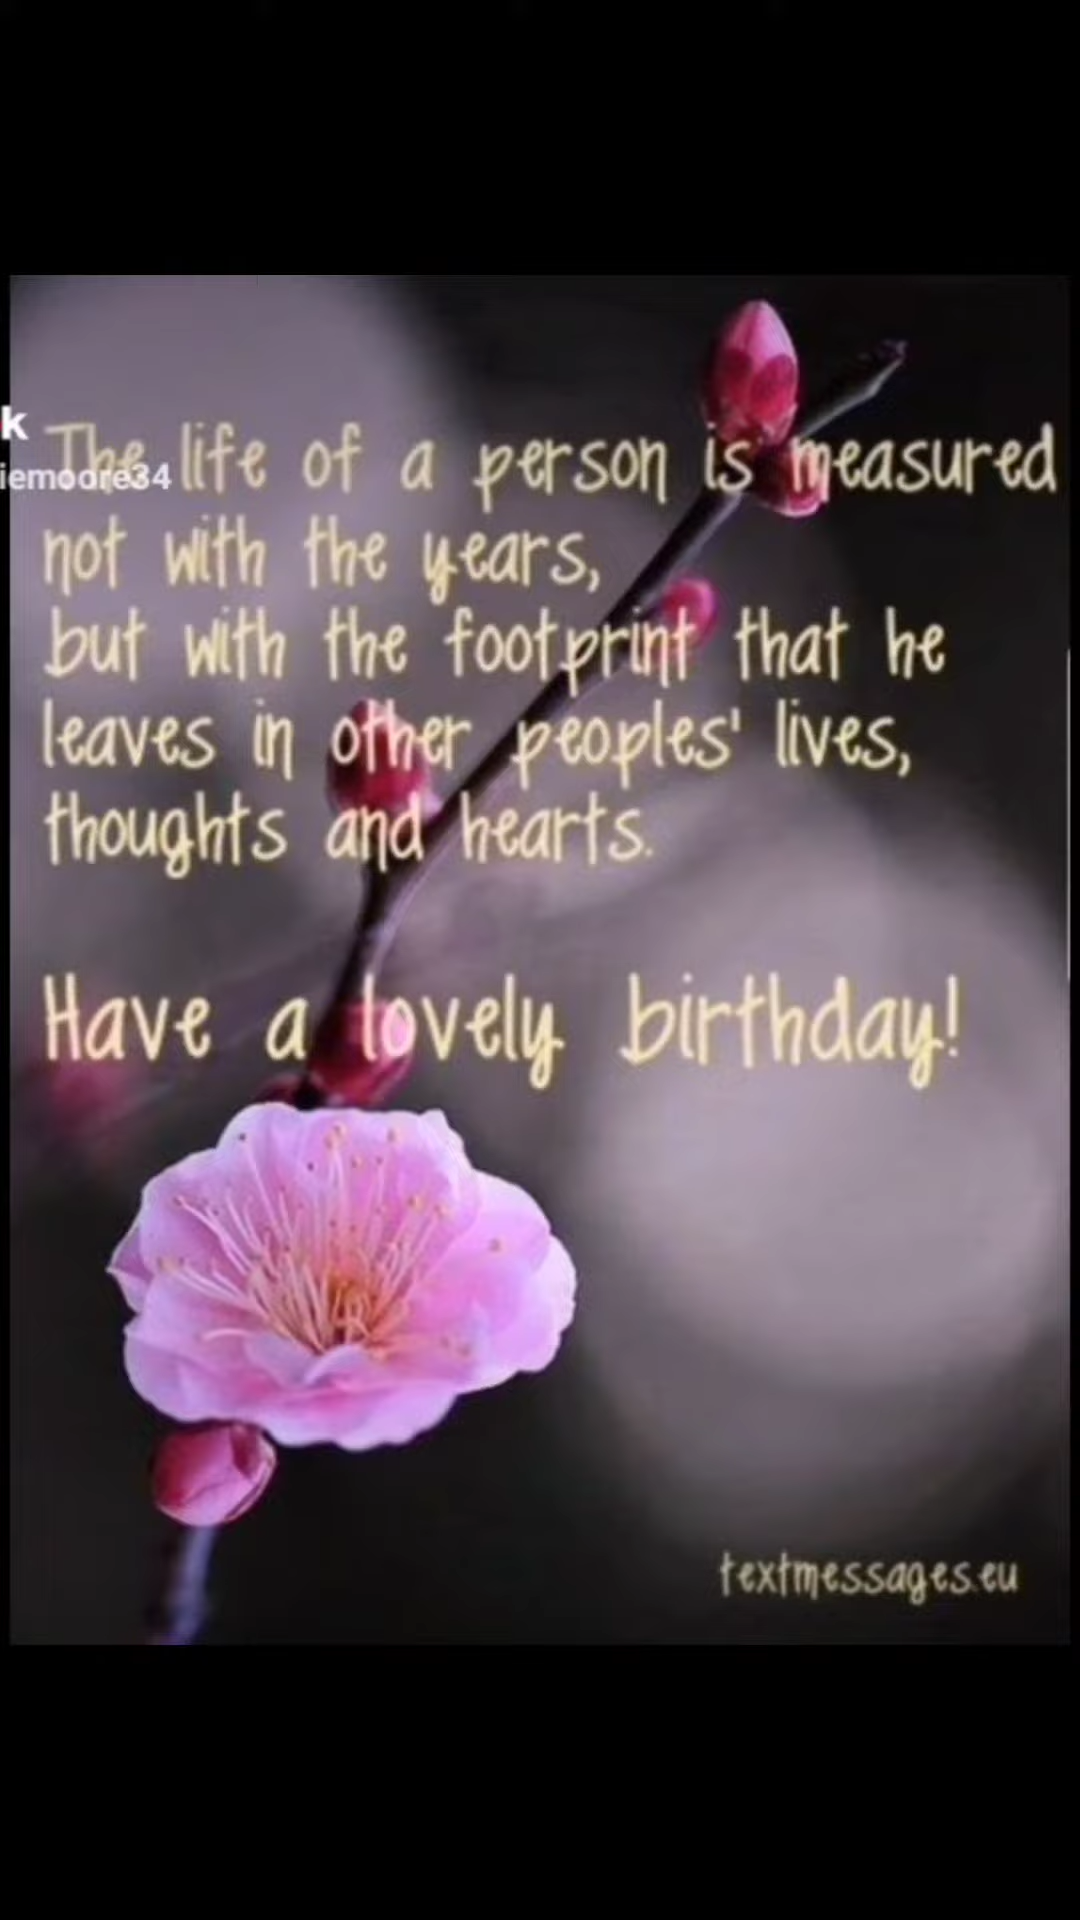 k
The life of a person is measured
iemoore34
not with the years,
but with the footprint that he
leaves in other peoples' lives,
thoughts and hearts.
Have a lovely birthday!
textmessages.eu